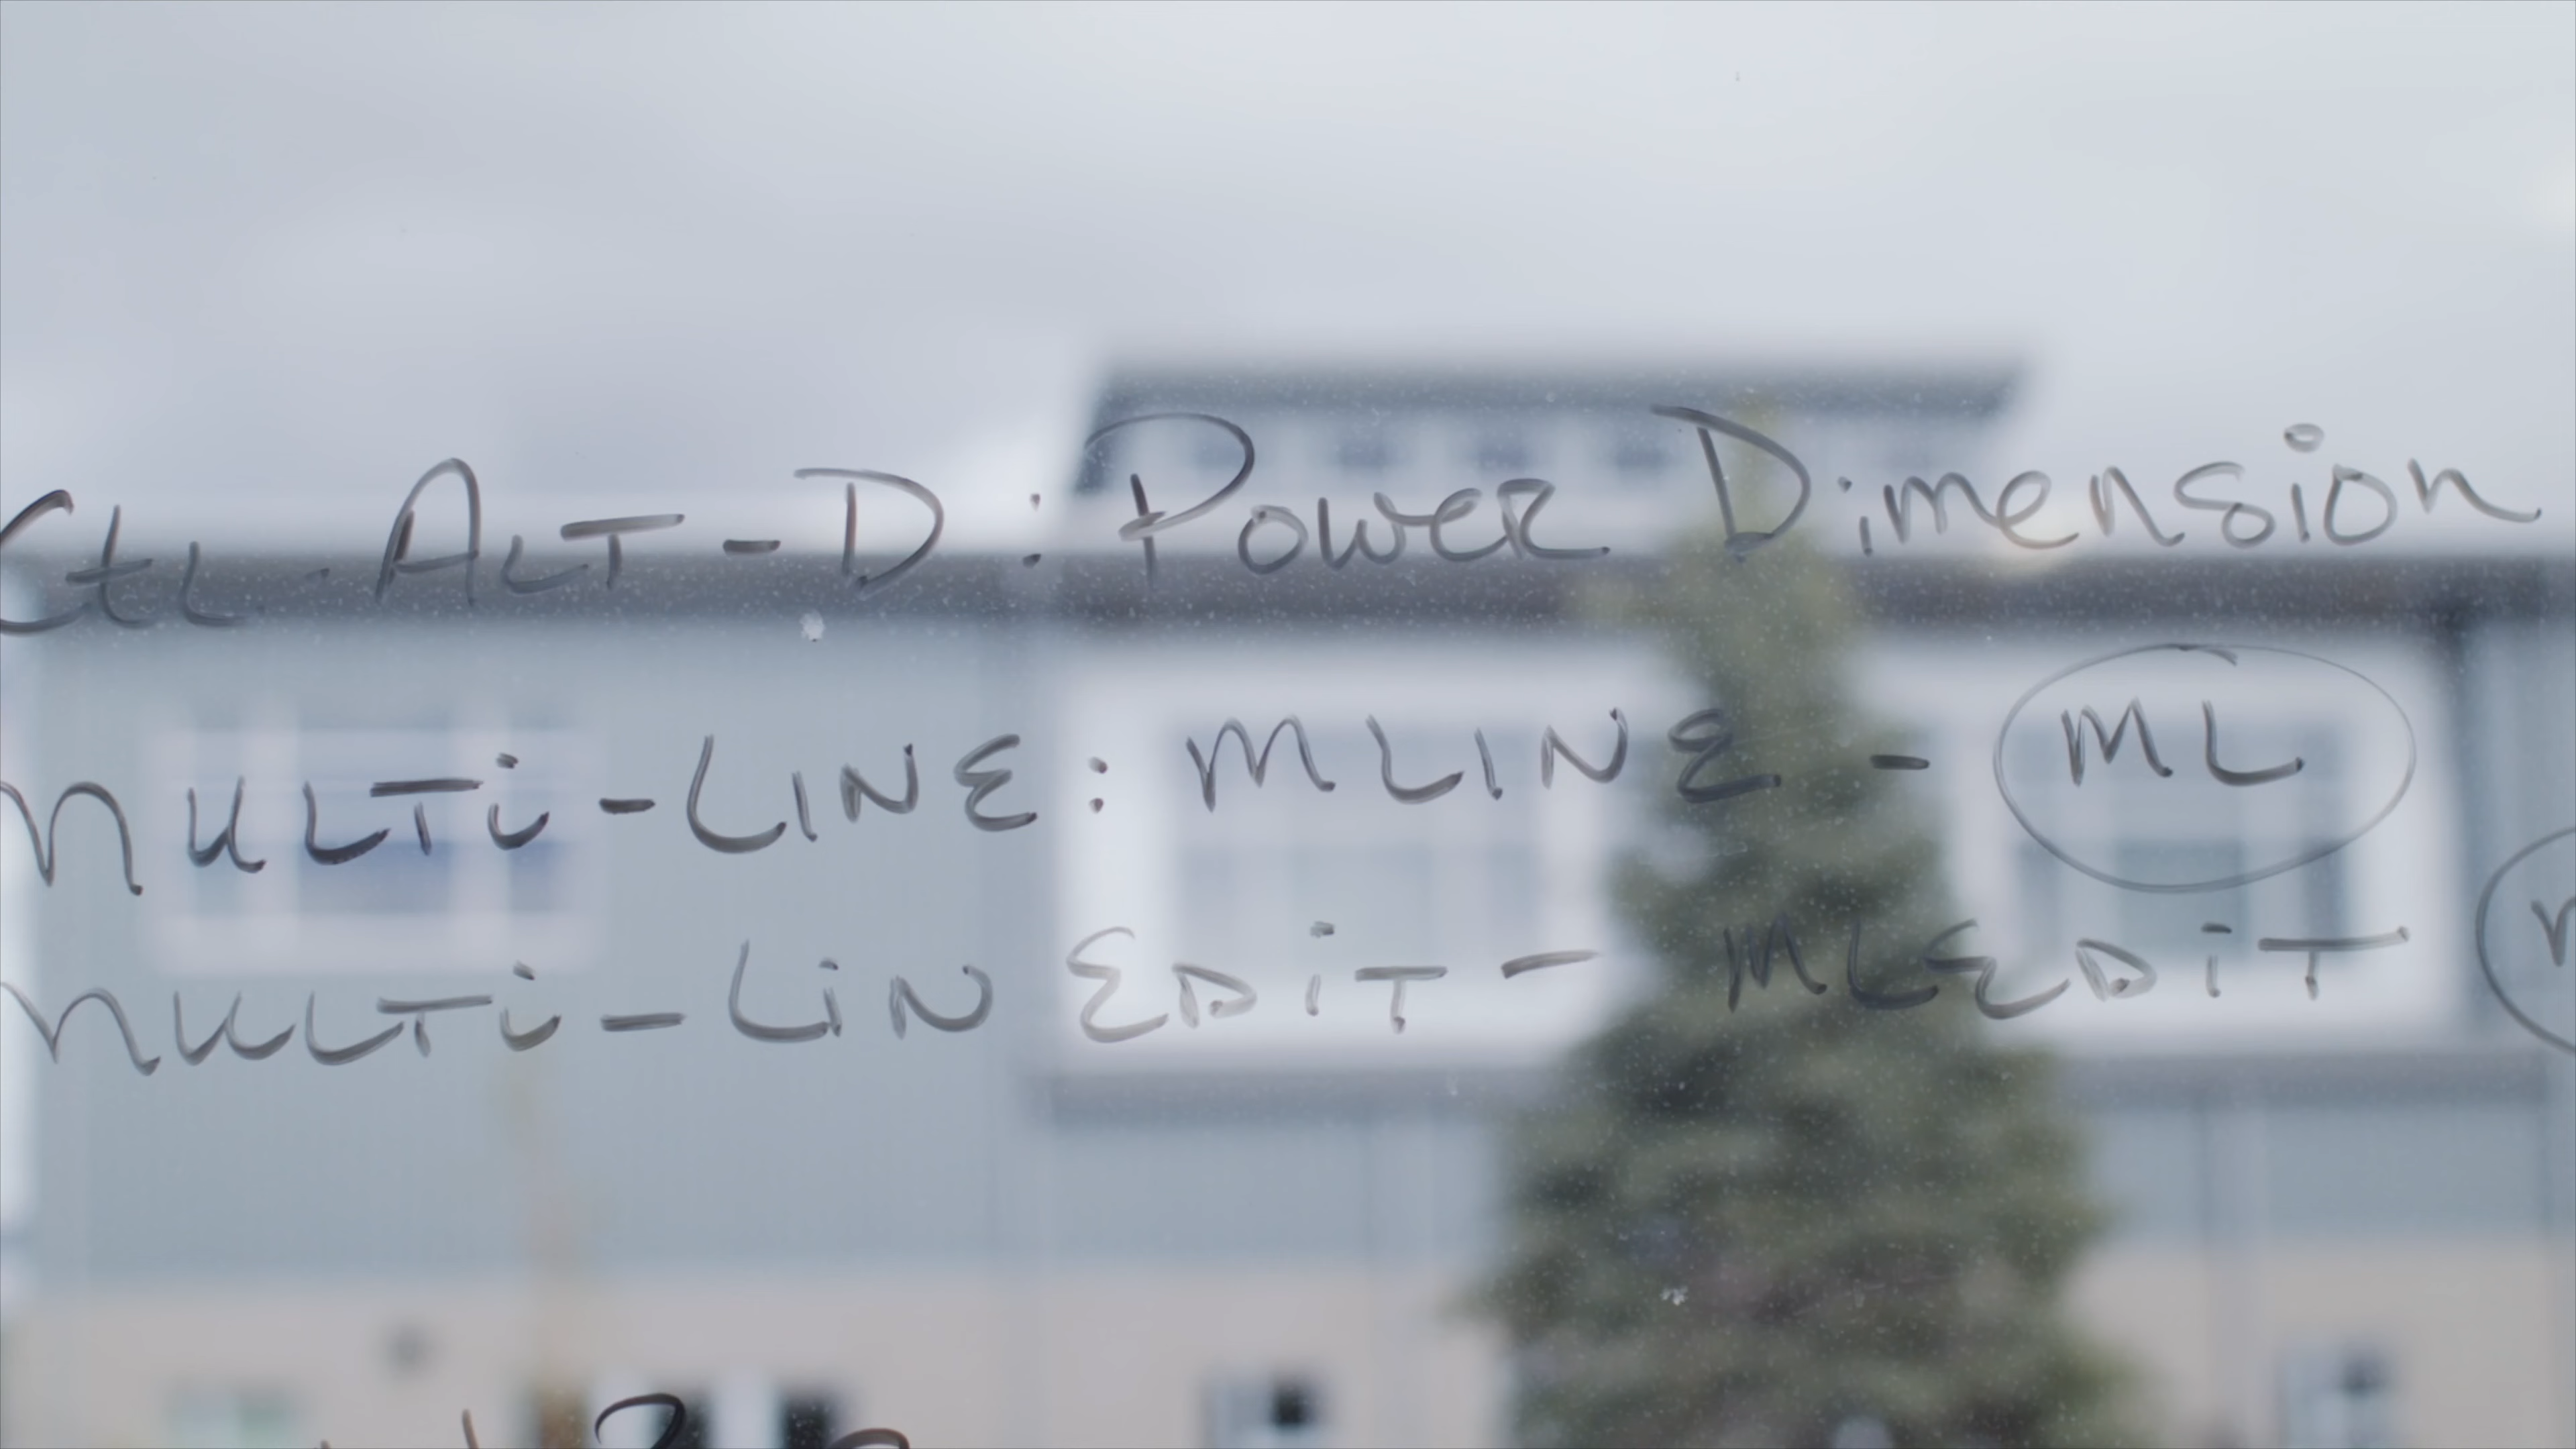 Ctl-ALT-D: Power Dimension
MULTi-LINE: MLINE - ML
MULTi-LiN EDiT - MLEDiT